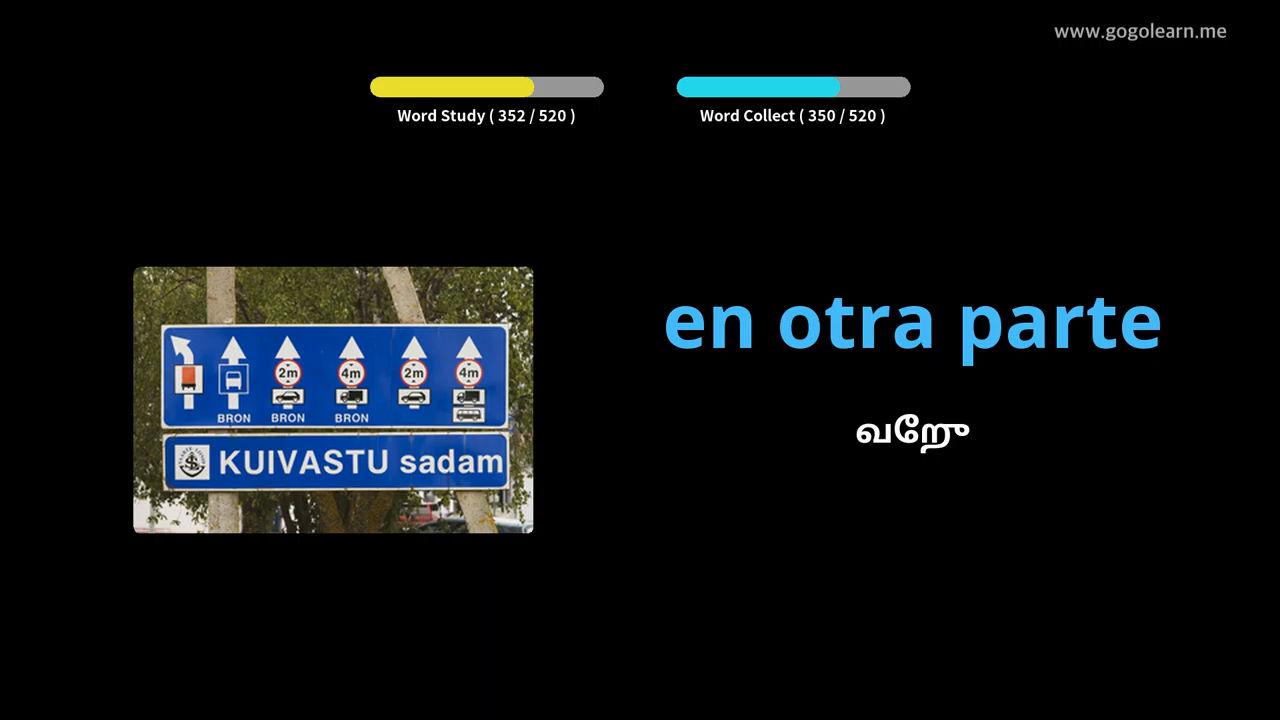 www.gogolearn.me
Word Study ( 352 / 520 )
Word Collect ( 350 / 520 )
2m 4m 2m 4m
BRON BRON BRON
KUIVASTU sadam
en otra parte
வேறு